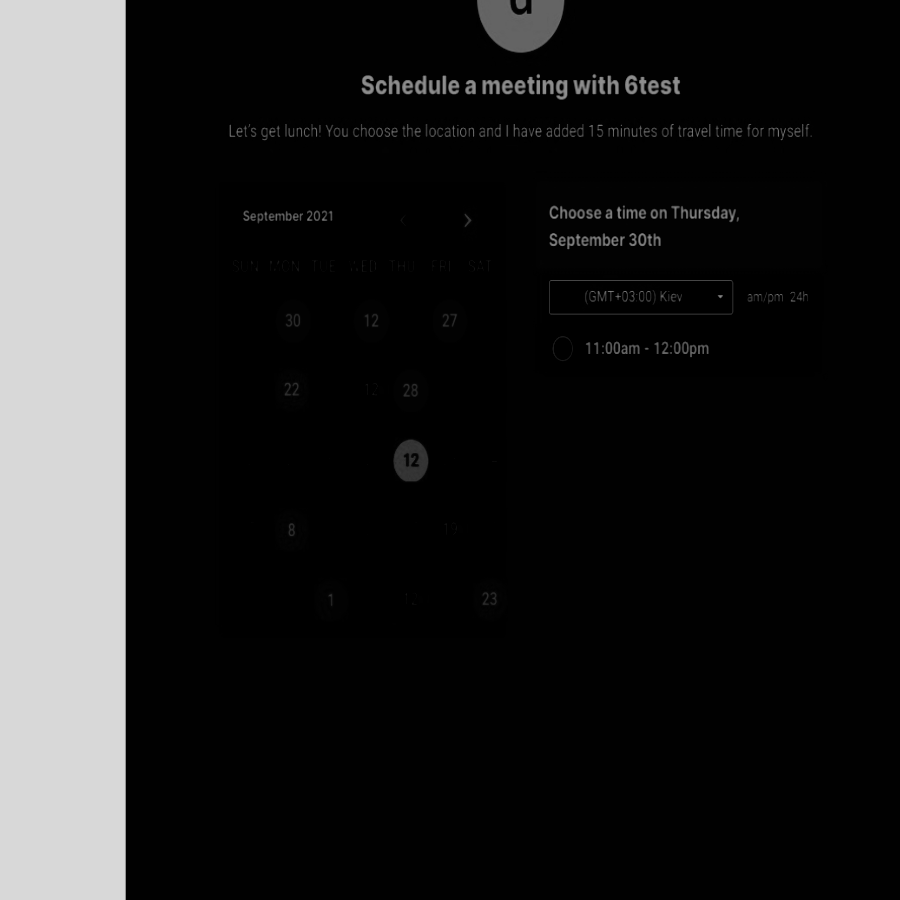 d
Schedule a meeting with 6test
Let's get lunch! You choose the location and I have added 15 minutes of travel time for myself.
September 2021
SUN MON TUE WED THU FRI SAT
30 12 27
22 12 28
12
8 19
1 12 23
Choose a time on Thursday,
September 30th
(GMT+03:00) Kiev am/pm 24h
11:00am - 12:00pm